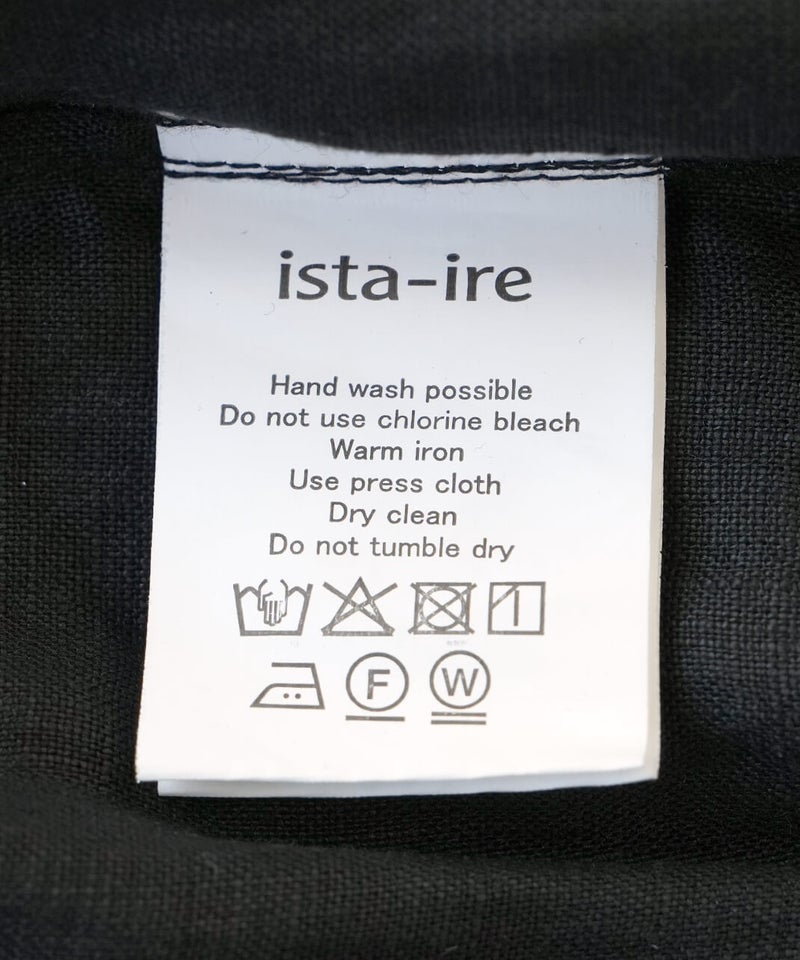 ista-ire
Hand wash possible
Do not use chlorine bleach
Warm iron
Use press cloth
Dry clean
Do not tumble dry
F W